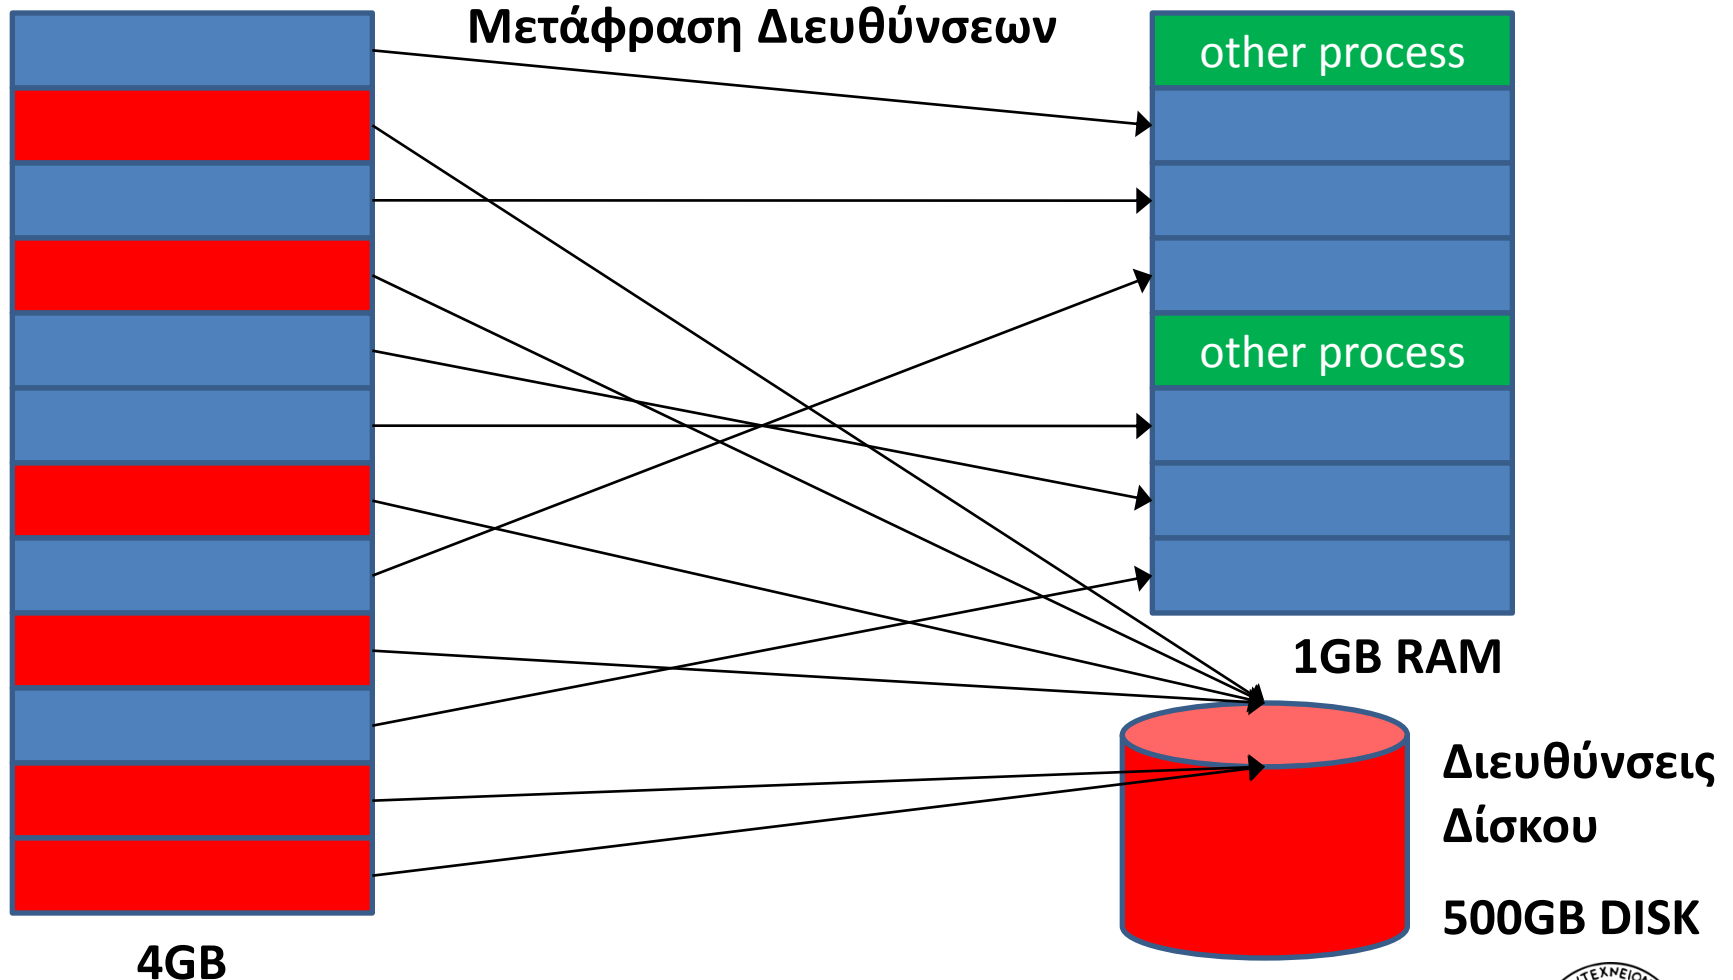 Μετάφραση Διευθύνσεων
other process
other process
1GB RAM
Διευθύνσεις
Δίσκου
500GB DISK
4GB